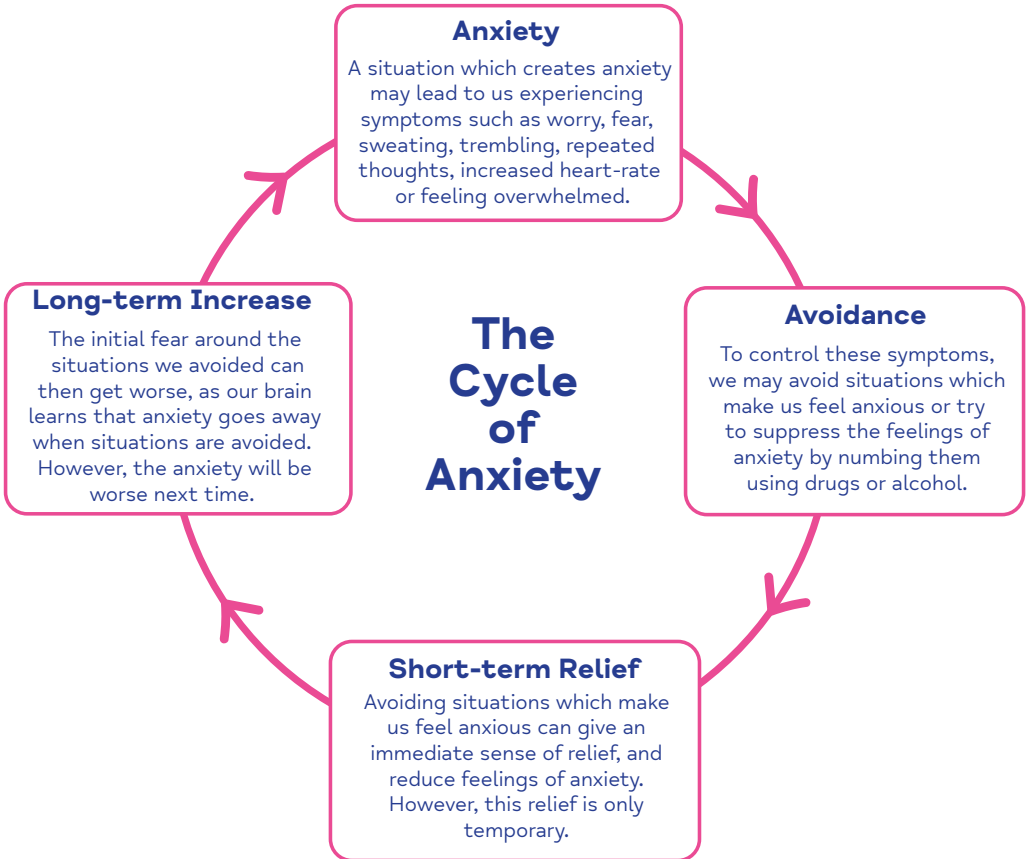 Anxiety
A situation which creates anxiety
may lead to us experiencing
symptoms such as worry, fear,
sweating, trembling, repeated
thoughts, increased heart-rate
or feeling overwhelmed.
The
Cycle
of
Anxiety
Avoidance
To control these symptoms,
we may avoid situations which
make us feel anxious or try
to suppress the feelings of
anxiety by numbing them
using drugs or alcohol.
Short-term Relief
Avoiding situations which make
us feel anxious can give an
immediate sense of relief, and
reduce feelings of anxiety.
However, this relief is only
temporary.
Long-term Increase
The initial fear around the
situations we avoided can
then get worse, as our brain
learns that anxiety goes away
when situations are avoided.
However, the anxiety will be
worse next time.